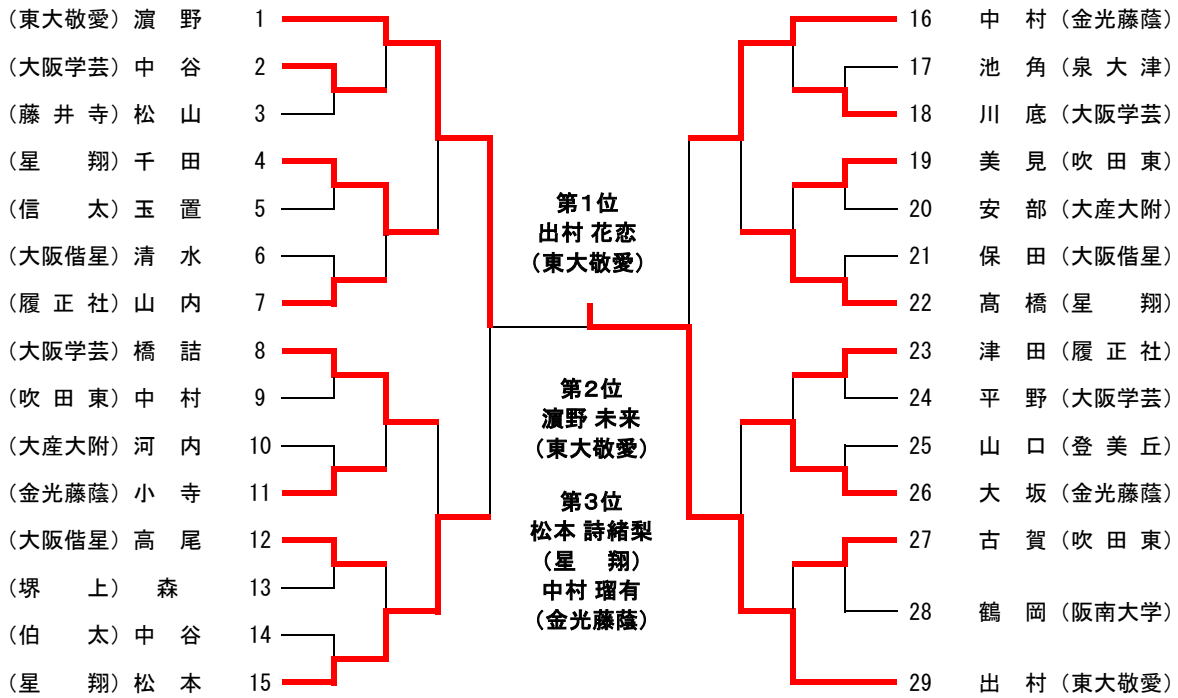 (東大敬愛) 濵 野 1
(大阪学芸) 中 谷 2
(藤 井 寺) 松 山 3
(星 翔) 千 田 4
(信 太) 玉 置 5
(大阪偕星) 清 水 6
(履 正 社) 山 内 7
(大阪学芸) 橋 詰 8
(吹 田 東) 中 村 9
(大産大附) 河 内 10
(金光藤蔭) 小 寺 11
(大阪偕星) 高 尾 12
(堺 上) 森 13
(伯 太) 中 谷 14
(星 翔) 松 本 15
第1位
出村 花恋
(東大敬愛)
第2位
濵野 未来
(東大敬愛)
第3位
松本 詩緒梨
(星 翔)
中村 瑠有
(金光藤蔭)
16 中 村 (金光藤蔭)
17 池 角 (泉 大 津)
18 川 底 (大阪学芸)
19 美 見 (吹 田 東)
20 安 部 (大産大附)
21 保 田 (大阪偕星)
22 髙 橋 (星 翔)
23 津 田 (履 正 社)
24 平 野 (大阪学芸)
25 山 口 (登 美 丘)
26 大 坂 (金光藤蔭)
27 古 賀 (吹 田 東)
28 鶴 岡 (阪南大学)
29 出 村 (東大敬愛)